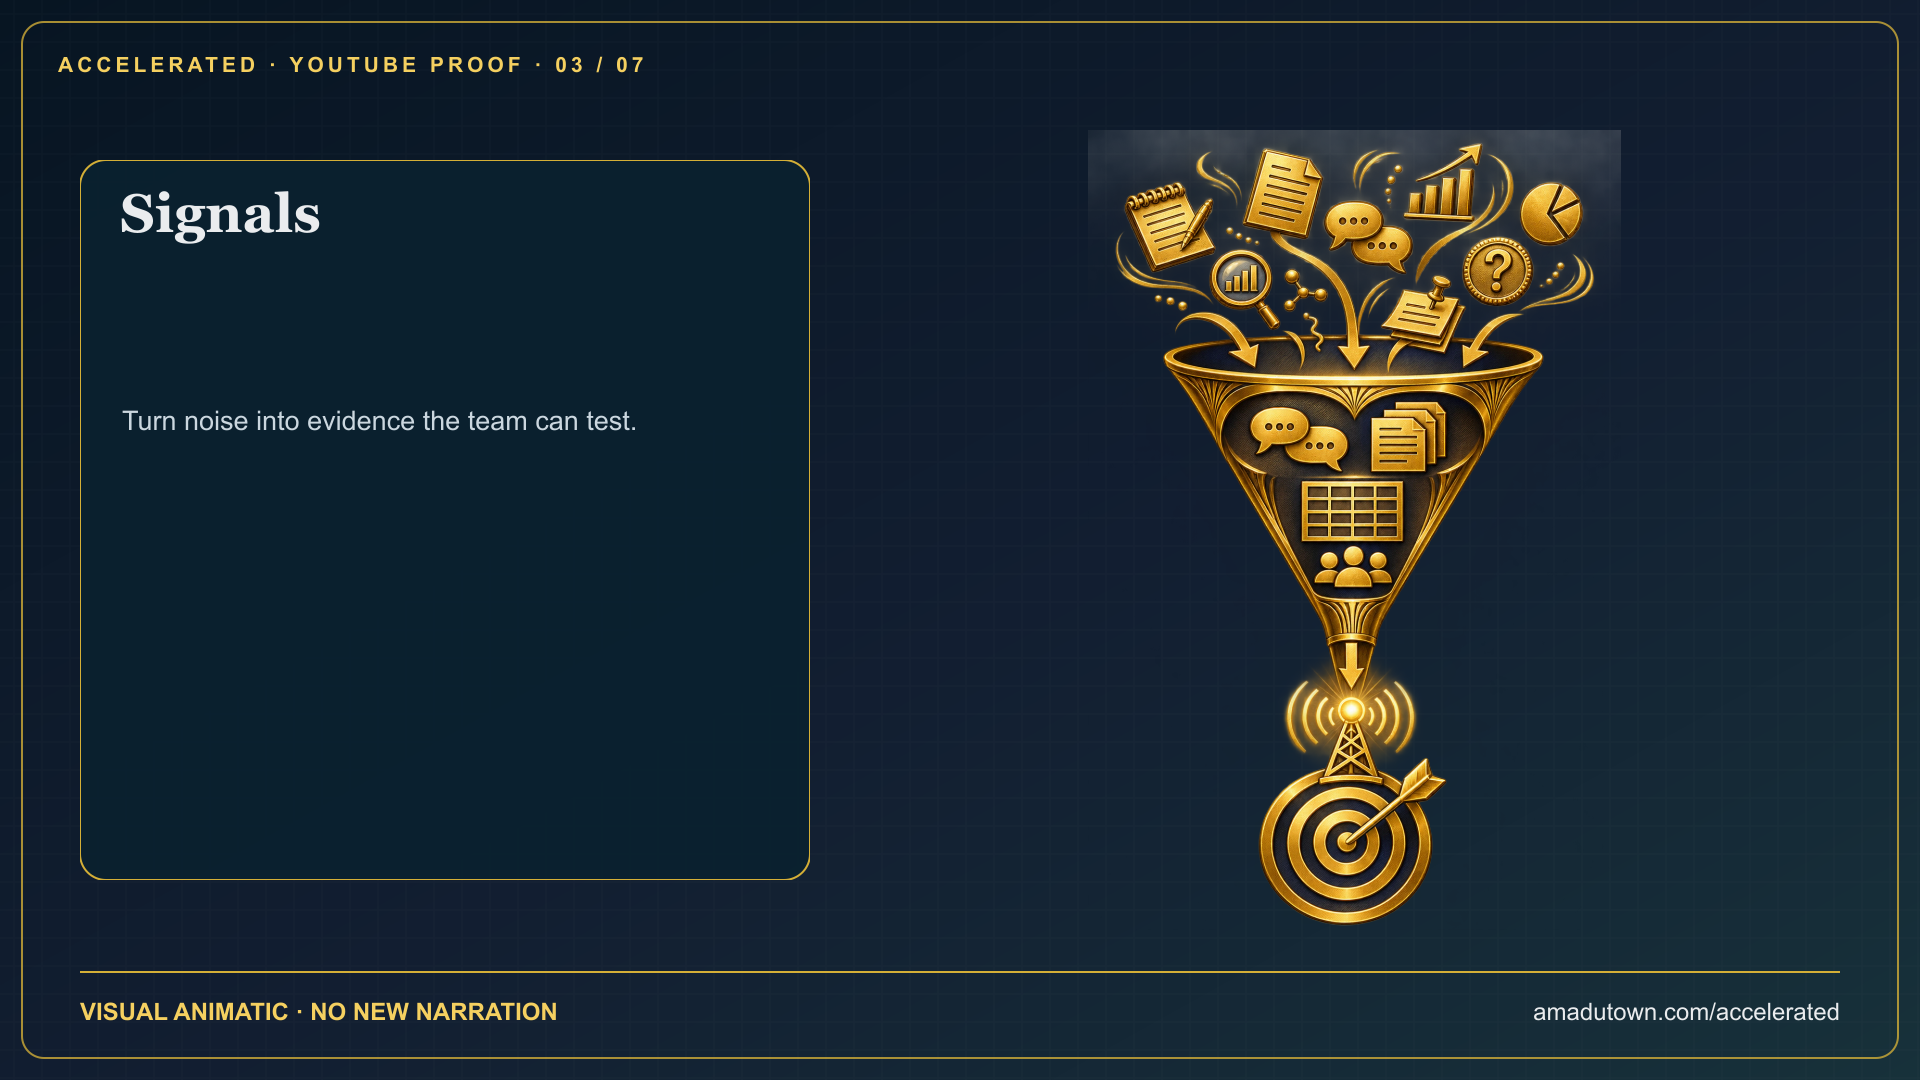 ACCELERATED · YOUTUBE PROOF · 03 / 07
Signals
Turn noise into evidence the team can test.
VISUAL ANIMATIC · NO NEW NARRATION
amadutown.com/accelerated